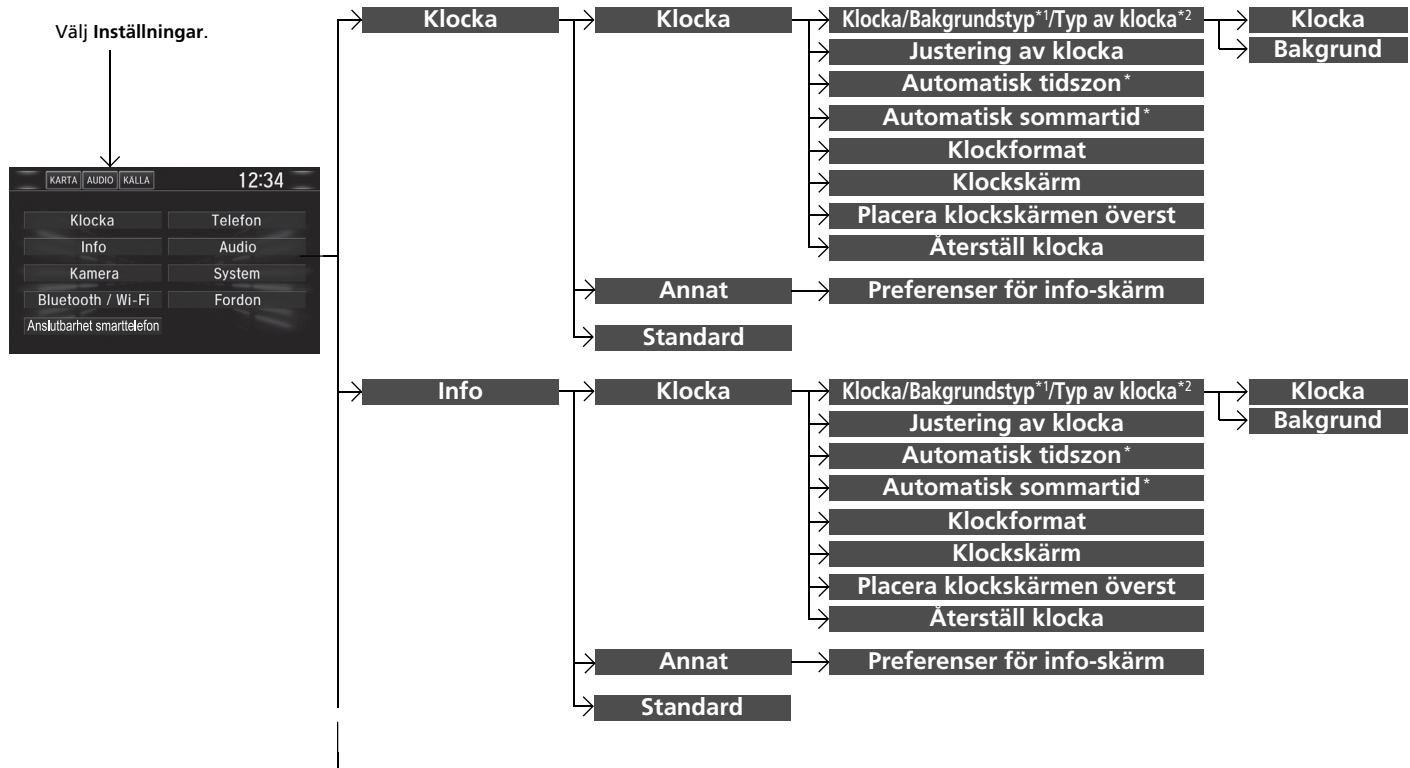 Välj Inställningar.
KARTA AUDIO KÄLLA 12:34
Klocka Telefon
Info Audio
Kamera System
Bluetooth / Wi-Fi Fordon
Anslutbarhet smarttelefon
Klocka
Klocka
Klocka/Bakgrundstyp*1/Typ av klocka*2
Klocka
Bakgrund
Justering av klocka
Automatisk tidszon*
Automatisk sommartid*
Klockformat
Klockskärm
Placera klockskärmen överst
Återställ klocka
Annat
Preferenser för info-skärm
Standard
Info
Klocka
Klocka/Bakgrundstyp*1/Typ av klocka*2
Klocka
Bakgrund
Justering av klocka
Automatisk tidszon*
Automatisk sommartid*
Klockformat
Klockskärm
Placera klockskärmen överst
Återställ klocka
Annat
Preferenser för info-skärm
Standard